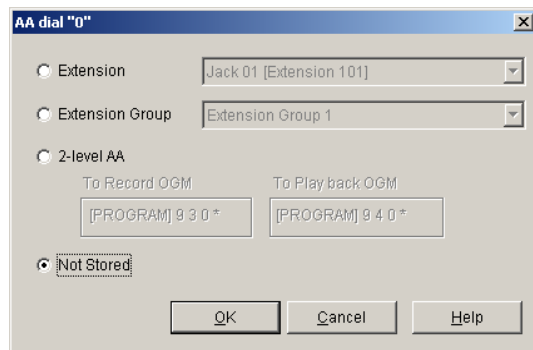 AA dial "0"
Extension
Jack 01 [Extension 101]
Extension Group
Extension Group 1
2-level AA
To Record OGM
To Play back OGM
[PROGRAM] 9 3 0 *
[PROGRAM] 9 4 0 *
Not Stored
OK
Cancel
Help